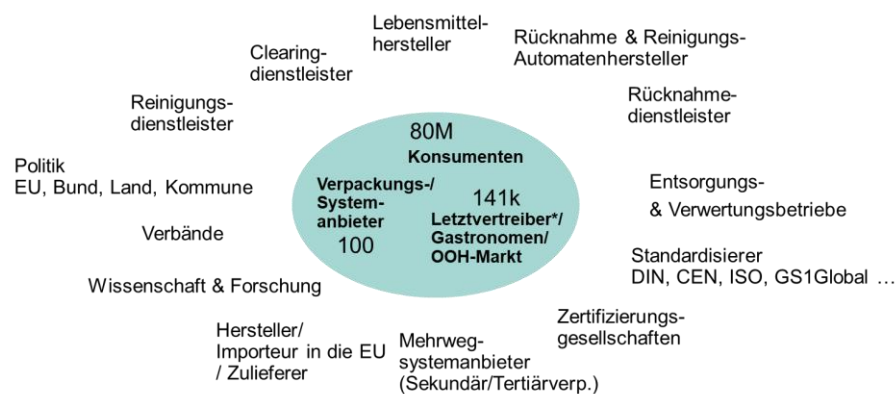 Lebensmittel-
hersteller
Clearing-
dienstleister
Rücknahme & Reinigungs-
Automatenhersteller
Reinigungs-
dienstleister
Rücknahme-
dienstleister
80M
Konsumenten
Politik
EU, Bund, Land, Kommune
Verpackungs-/
System-
anbieter
100
141k
Letztvertreiber*/
Gastronomen/
OOH-Markt
Entsorgungs-
& Verwertungsbetriebe
Verbände
Standardisierer
DIN, CEN, ISO, GS1Global …
Wissenschaft & Forschung
Zertifizierungs-
gesellschaften
Hersteller/
Importeur in die EU
/ Zulieferer
Mehrweg-
systemanbieter
(Sekundär/Tertiärverp.)